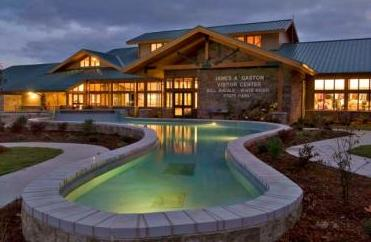 JAMES A. GASTON
VISITOR CENTER
BULL SHOALS - WHITE RIVER
STATE PARK